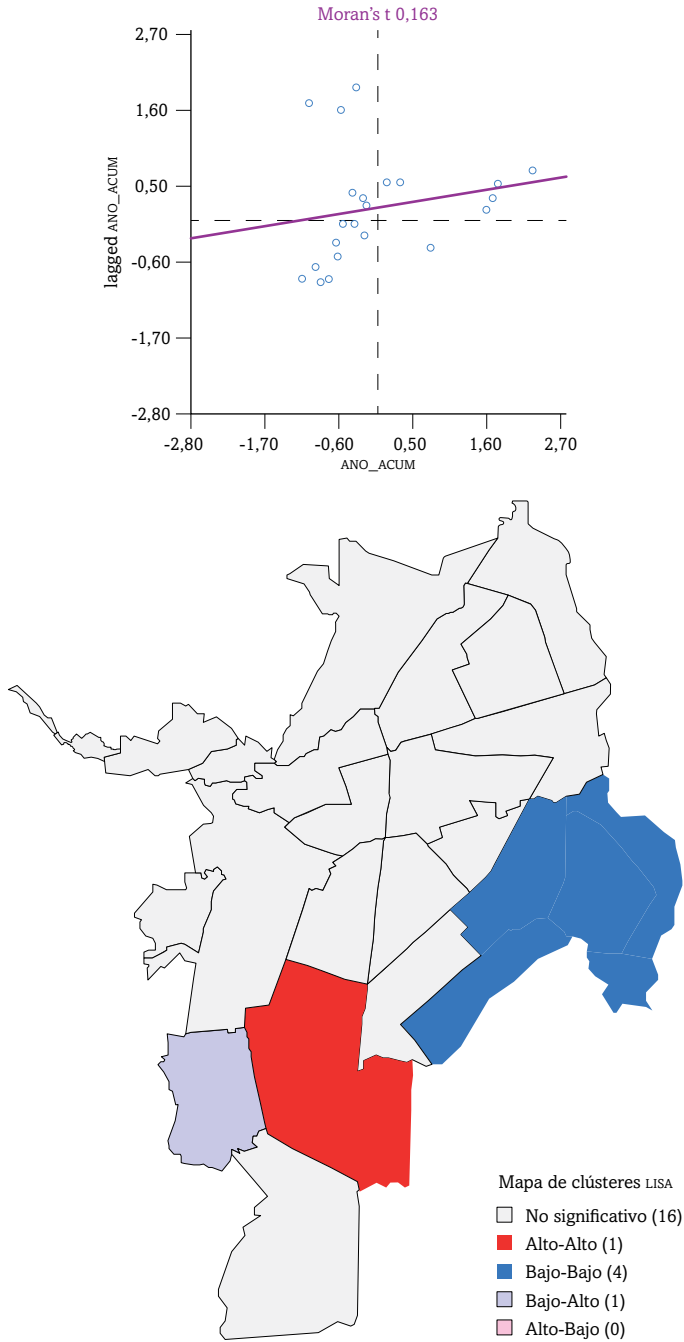 Moran's t 0,163
2,70
1,60
0,50
-0,60
-1,70
-2,80
lagged ANO_ACUM
-2,80 -1,70 -0,60 0,50 1,60 2,70
ANO_ACUM
Mapa de clústeres LISA
No significativo (16)
Alto-Alto (1)
Bajo-Bajo (4)
Bajo-Alto (1)
Alto-Bajo (0)